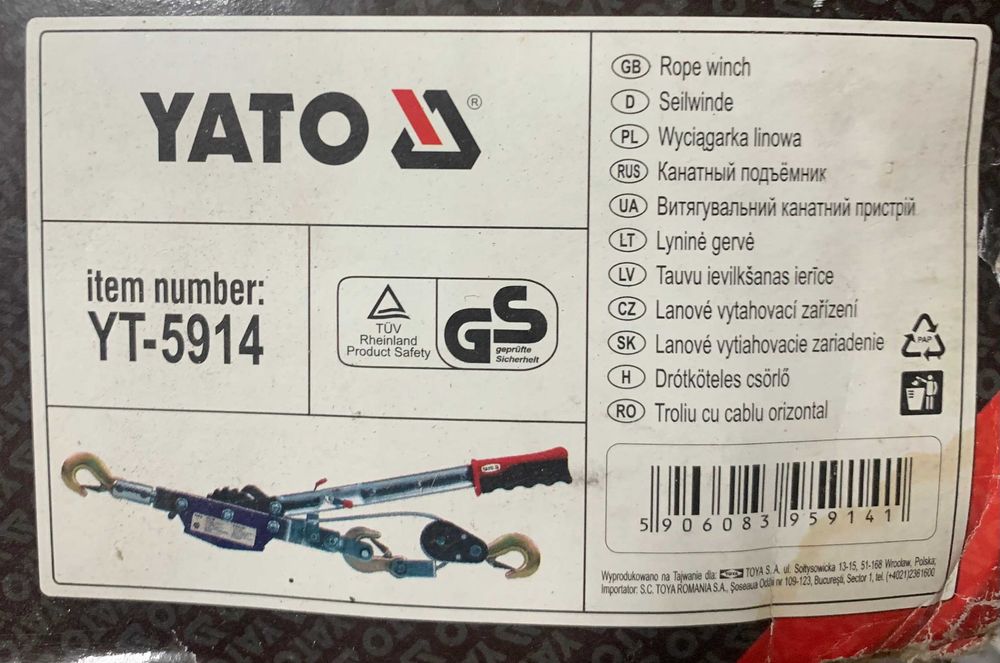 YATO ®
item number:
YT-5914
TÜV
Rheinland
Product Safety
GS
geprüfte
Sicherheit
GB Rope winch
D Seilwinde
PL Wyciągarka linowa
RUS Канатный подъёмник
UA Витягувальний канатний пристрій
LT Lyninė gervė
LV Tauvu ievilkšanas ierīce
CZ Lanové vytahovací zařízení
SK Lanové vytiahovacie zariadenie
H Drótköteles csörlő
RO Troliu cu cablu orizontal
PAP
5 906083 959141
Wyprodukowano na Tajwanie dla: TOYA S.A. ul. Sołtysowicka 13-15, 51-168 Wrocław, Polska;
Importator: S.C. TOYA ROMANIA S.A., Șoseaua Odăii nr 109-123, București, Sector 1, tel. (+4021)2361600